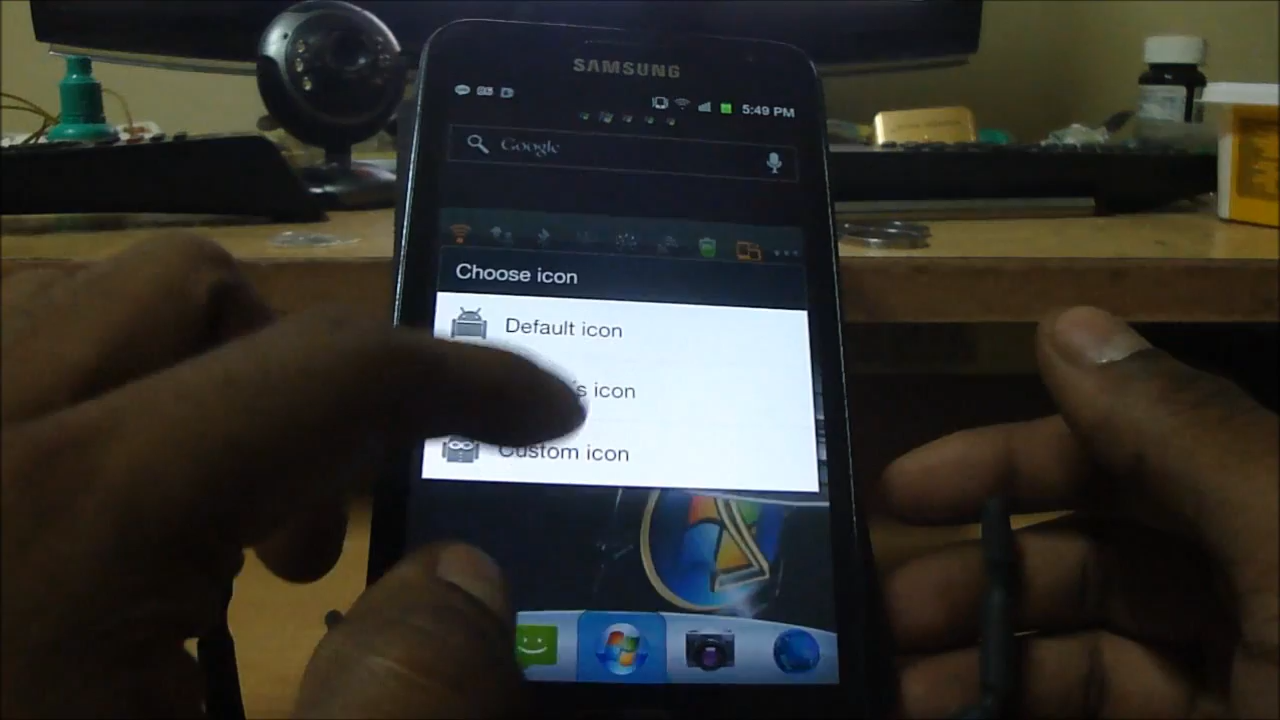 SAMSUNG
5:49 PM
Google
Choose icon
Default icon
icon
Custom icon